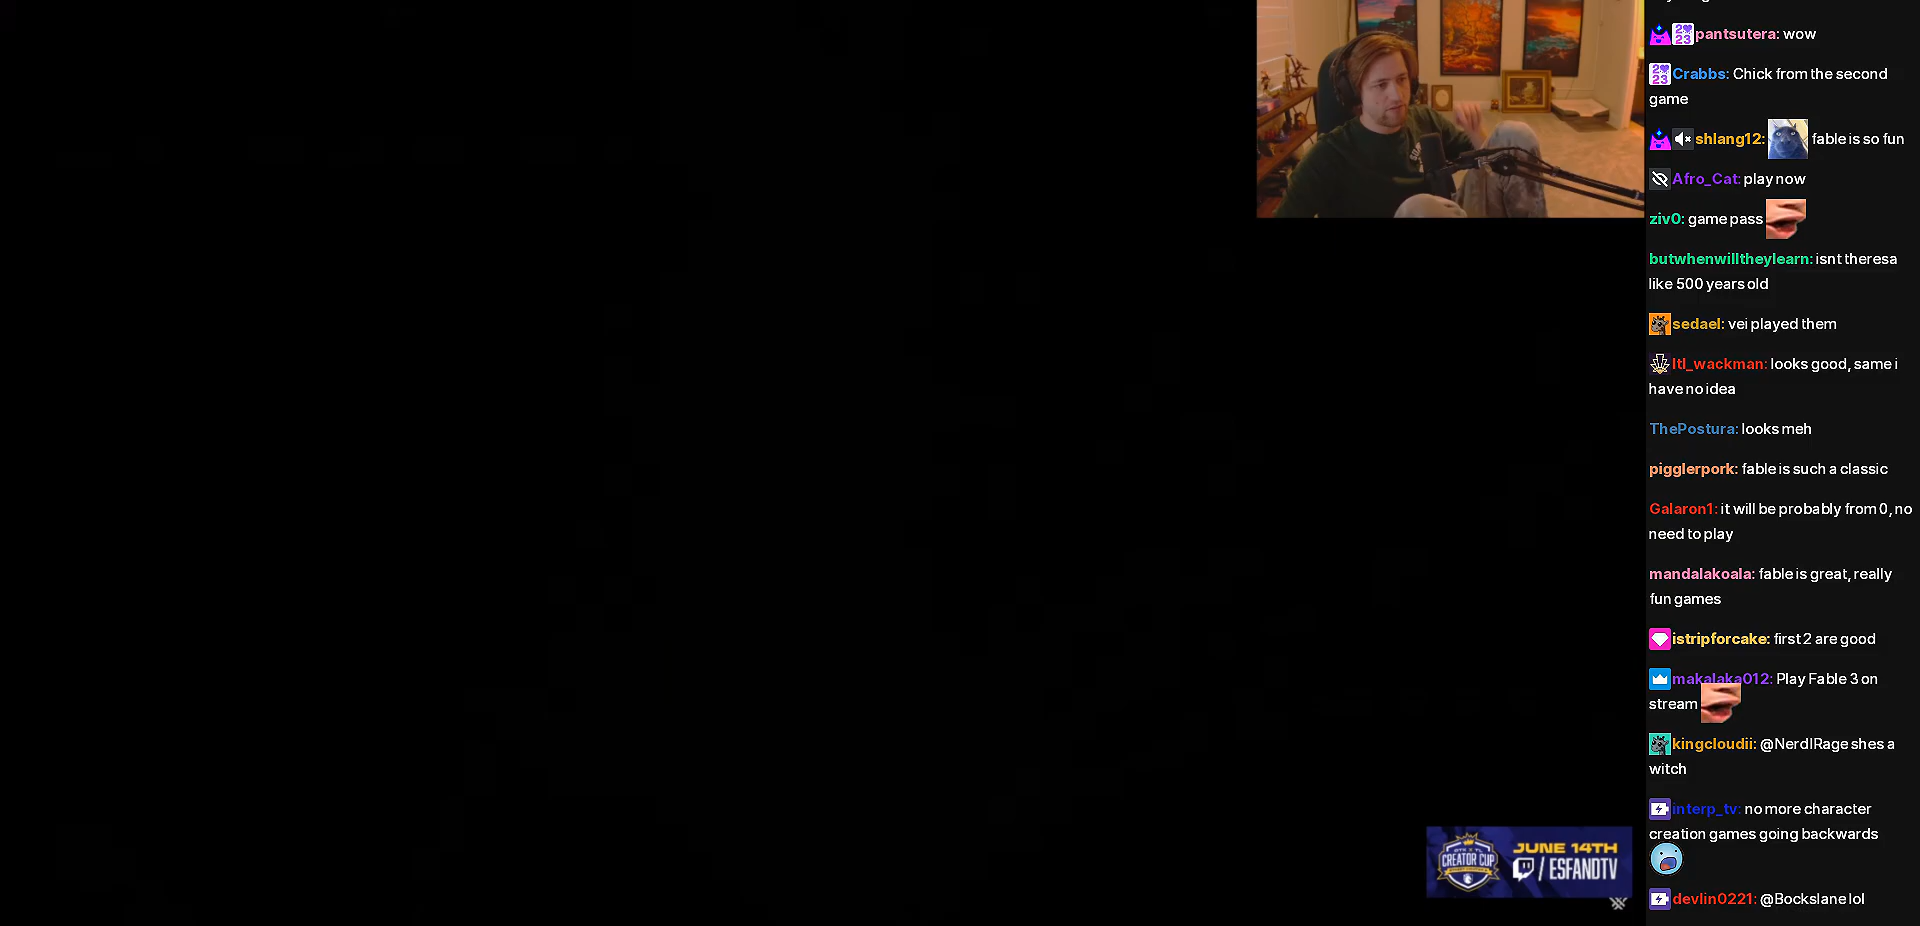 pantsutera: wow
Crabbs: Chick from the second
game
shlang12: fable is so fun
Afro_Cat: play now
ziv0: game pass
butwhenwilltheylearn: isnt theresa
like 500 years old
sedael: vei played them
ltl_wackman: looks good, same i
have no idea
ThePostura: looks meh
pigglerpork: fable is such a classic
Galaron1: it will be probably from 0, no
need to play
mandalakoala: fable is great, really
fun games
istripforcake: first 2 are good
makalaka012: Play Fable 3 on
stream
kingcloudii: @NerdIRage shes a
witch
interp_tv: no more character
creation games going backwards
devlin0221: @Bockslane lol
CREATOR CUP
JUNE 14TH
/ ESFANDTV